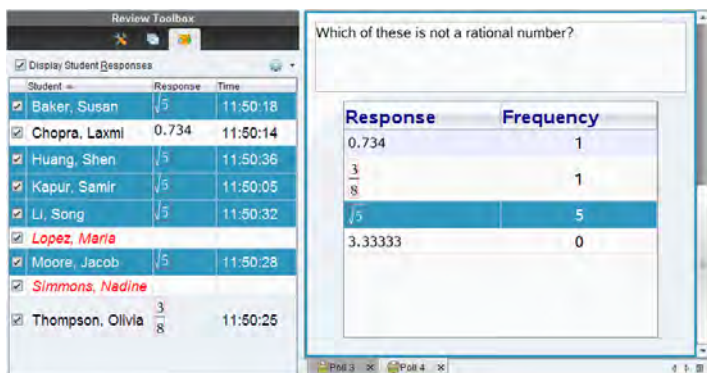 Review Toolbox
Display Student Responses
Student Response Time
Baker, Susan √5 11:50:18
Chopra, Laxmi 0.734 11:50:14
Huang, Shen √5 11:50:36
Kapur, Samir √5 11:50:05
Li, Song √5 11:50:32
Lopez, Maria
Moore, Jacob √5 11:50:28
Simmons, Nadine
Thompson, Olivia 3/8 11:50:25
Which of these is not a rational number?
Response Frequency
0.734 1
3/8 1
√5 5
3.33333 0
Poll 3 Poll 4